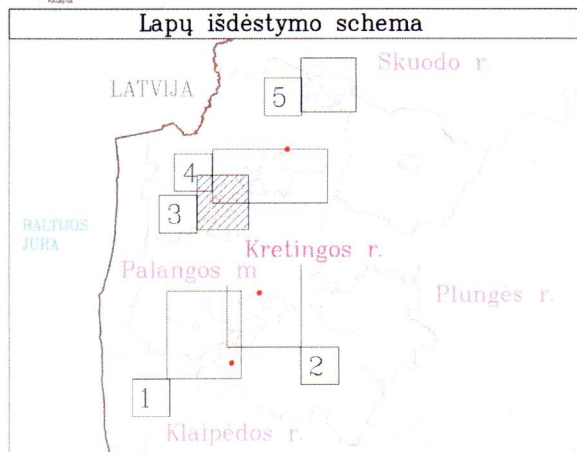 Lapų išdėstymo schema
Skuodo r.
LATVIJA
5
4
3
BALTIJOS
JŪRA
Kretingos r.
Palangos m
Plungės r.
2
1
Klaipėdos r.